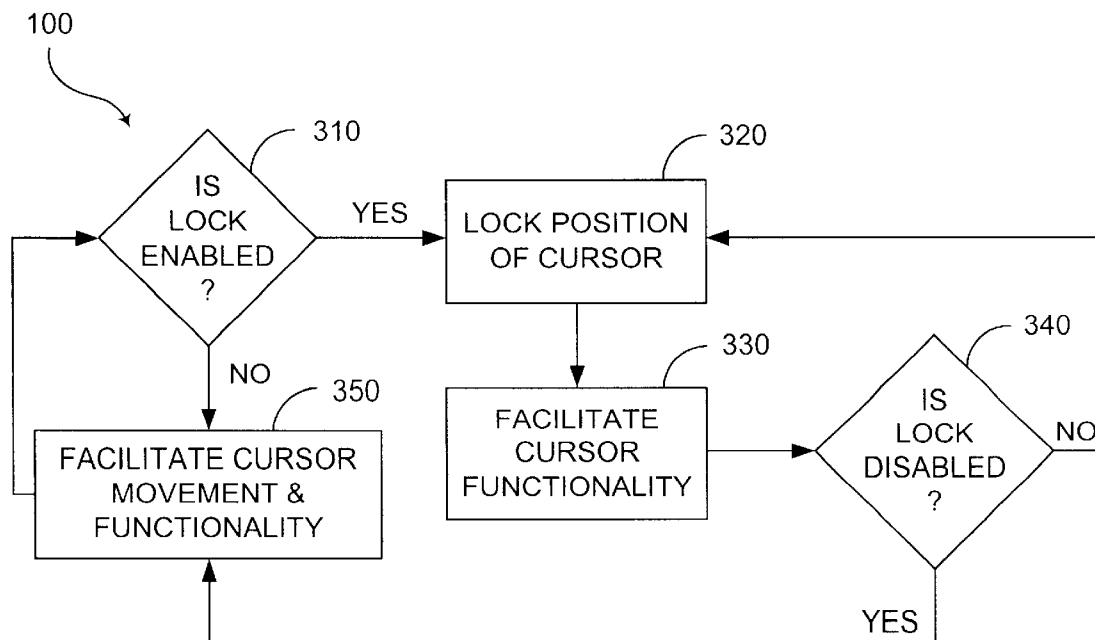 100
310
IS
LOCK
ENABLED
?
YES
320
LOCK POSITION
OF CURSOR
NO
350
FACILITATE CURSOR
MOVEMENT &
FUNCTIONALITY
330
FACILITATE
CURSOR
FUNCTIONALITY
340
IS
LOCK
DISABLED
?
NO
YES